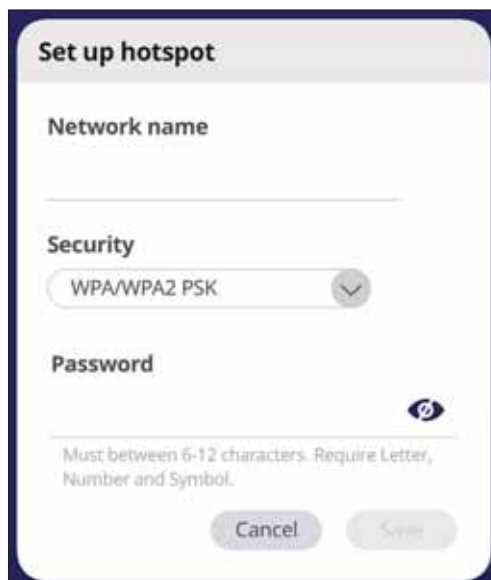 Set up hotspot
Network name
Security
WPA/WPA2 PSK
Password
Must between 6-12 characters. Require Letter,
Number and Symbol.
Cancel
Save